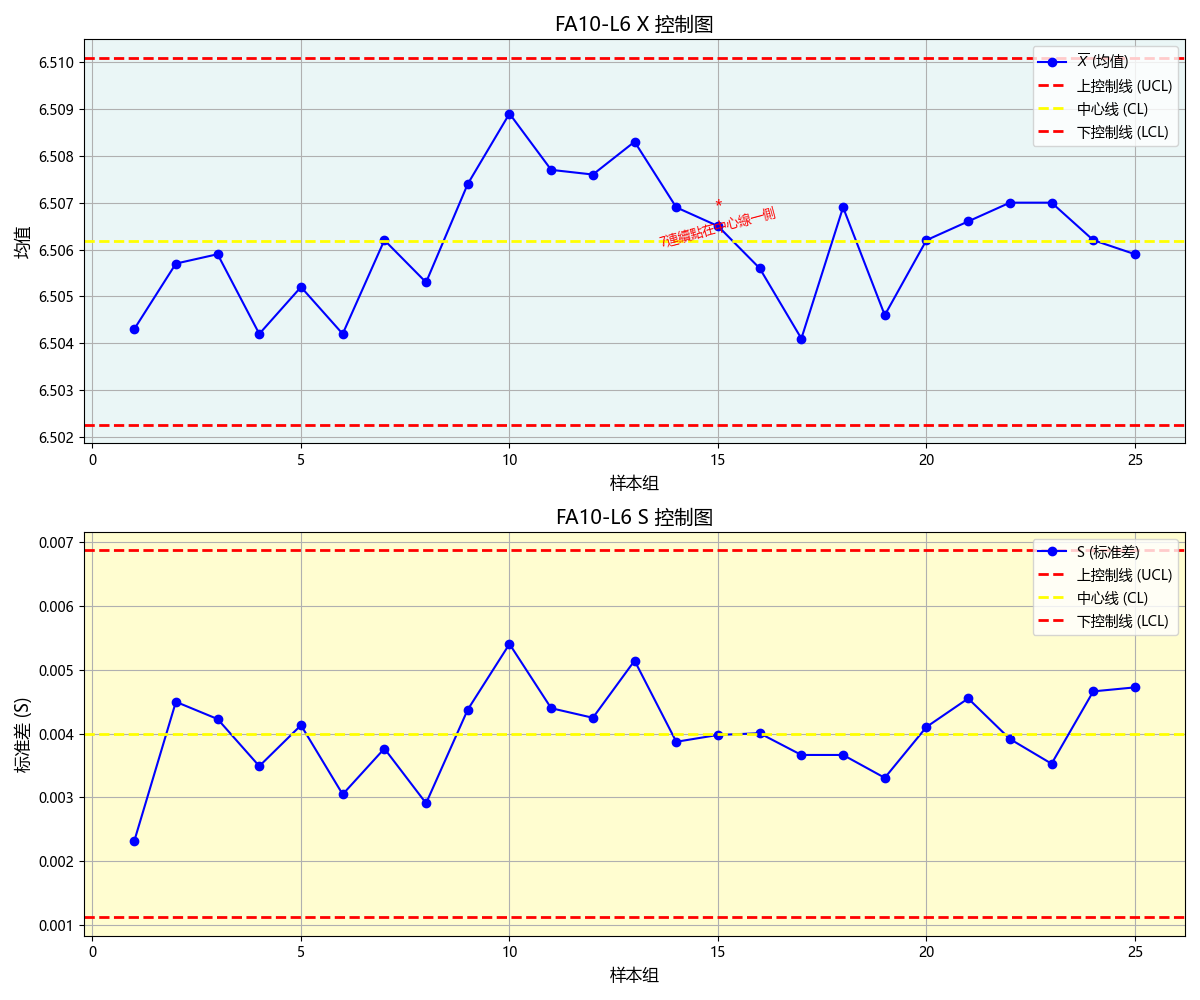 FA10-L6 X 控制图
均值
6.510
6.509
6.508
6.507
6.506
6.505
6.504
6.503
6.502
X̅ (均值)
上控制线 (UCL)
中心线 (CL)
下控制线 (LCL)
*
7連續點在中心線一側
0 5 10 15 20 25
样本组
FA10-L6 S 控制图
标准差 (S)
0.007
0.006
0.005
0.004
0.003
0.002
0.001
S (标准差)
上控制线 (UCL)
中心线 (CL)
下控制线 (LCL)
0 5 10 15 20 25
样本组